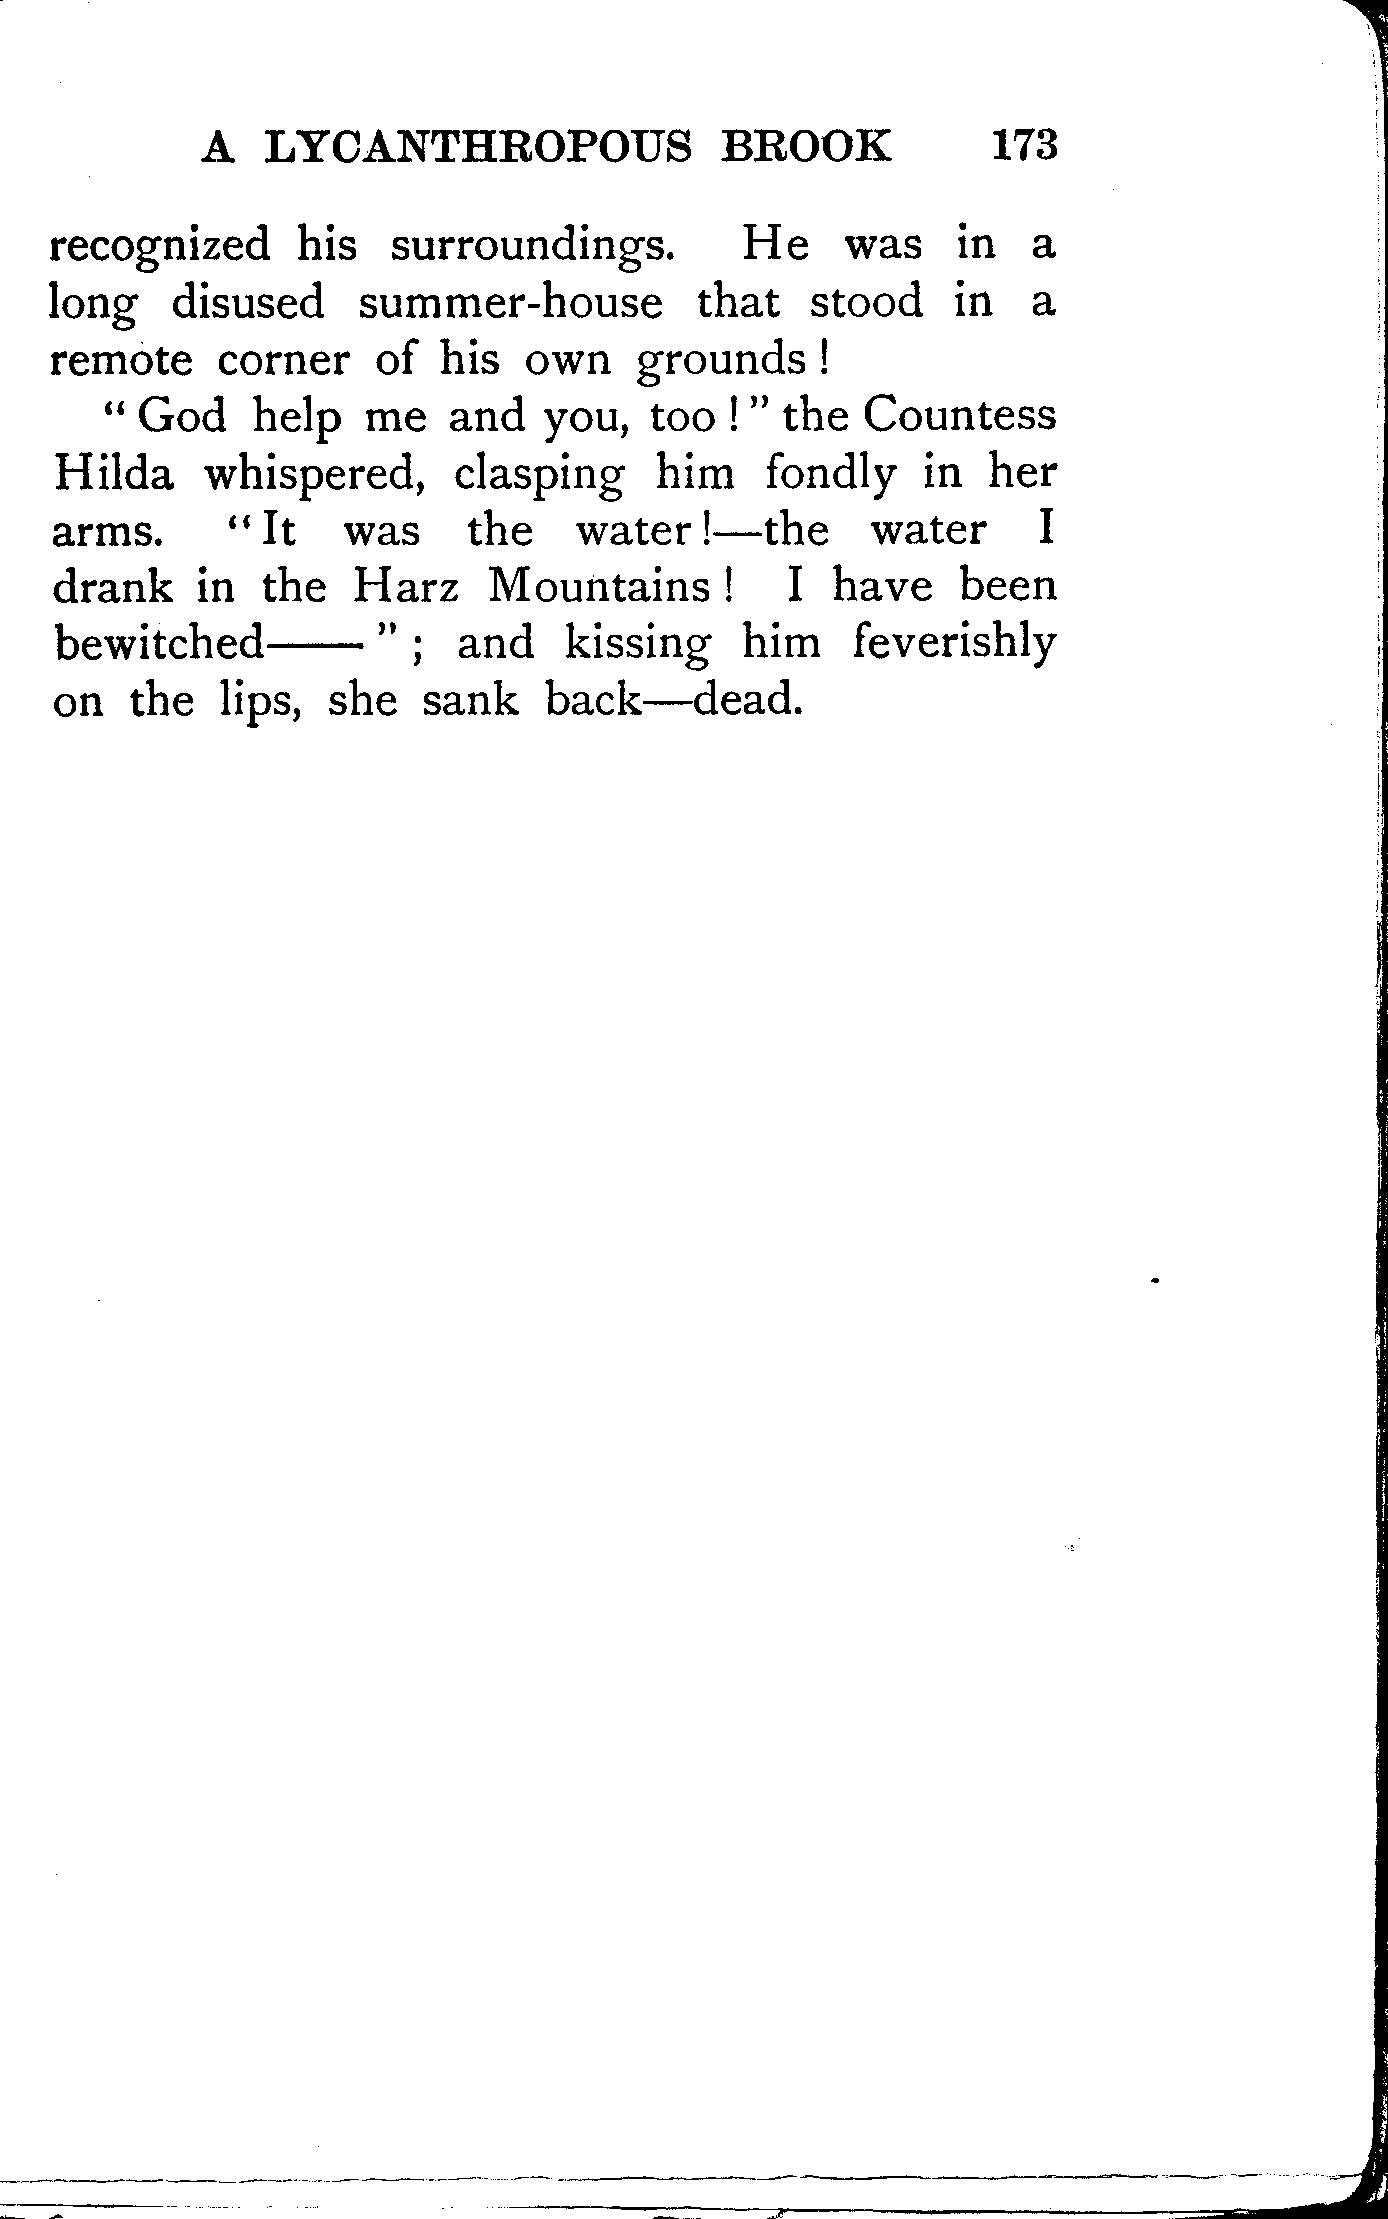 A LYCANTHROPOUS BROOK 173
recognized his surroundings. He was in a
long disused summer-house that stood in a
remote corner of his own grounds !
“ God help me and you, too ! ” the Countess
Hilda whispered, clasping him fondly in her
arms. “ It was the water !—the water I
drank in the Harz Mountains ! I have been
bewitched—— ” ; and kissing him feverishly
on the lips, she sank back—dead.